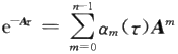 e^{-Aτ} = \sum_{m=0}^{n-1} α_m(τ)A^m